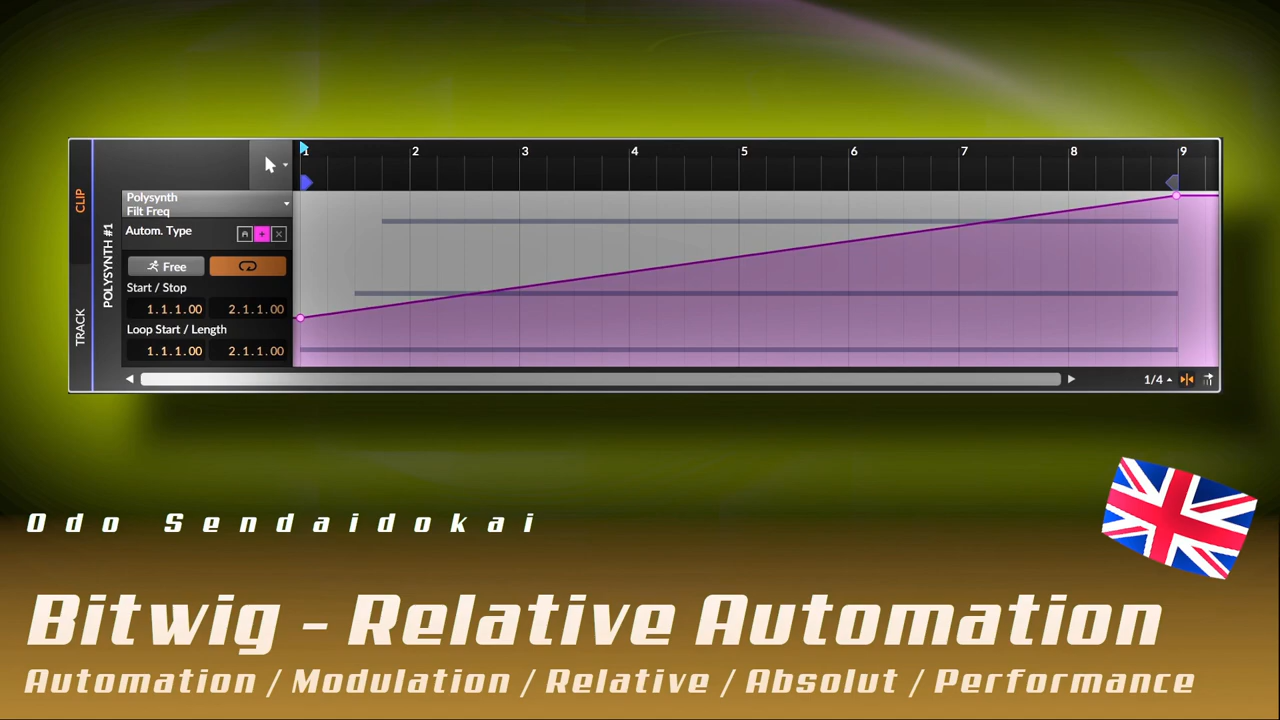 1 2 3 4 5 6 7 8 9
CLIP
TRACK
POLYSYNTH #1
Polysynth
Filt Freq
Autom. Type
A + ×
Free
Start / Stop
1.1.1.00 2.1.1.00
Loop Start / Length
1.1.1.00 2.1.1.00
1/4
Odo Sendaidokai
Bitwig - Relative Automation
Automation / Modulation / Relative / Absolut / Performance